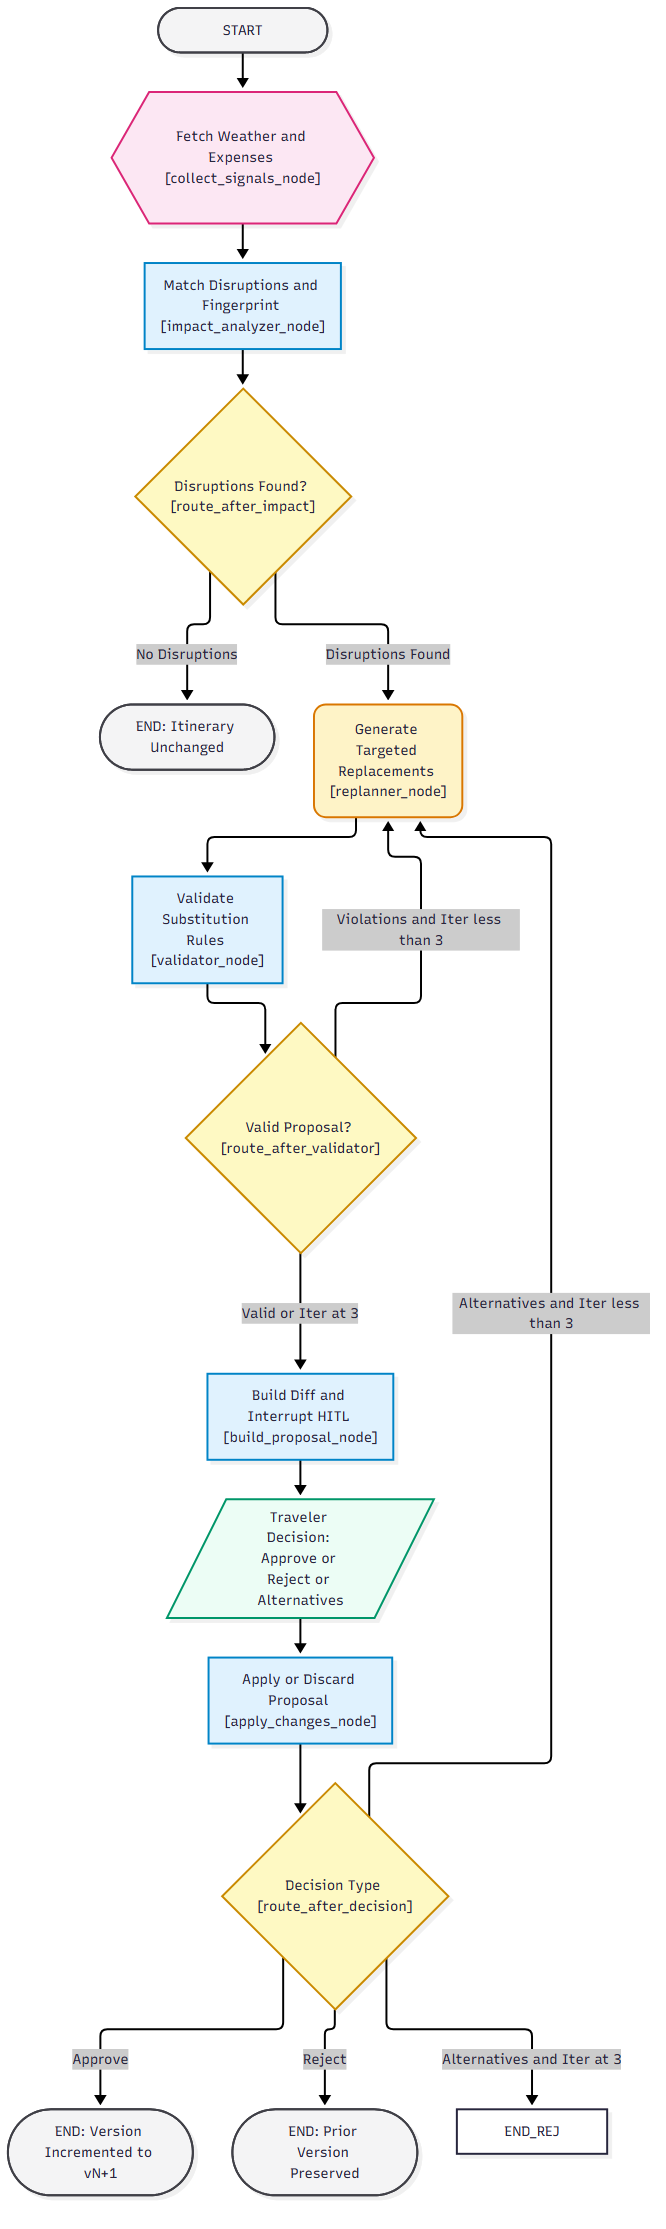 START
Fetch Weather and
Expenses
[collect_signals_node]
Match Disruptions and
Fingerprint
[impact_analyzer_node]
Disruptions Found?
[route_after_impact]
No Disruptions
Disruptions Found
END: Itinerary
Unchanged
Generate
Targeted
Replacements
[replanner_node]
Validate
Substitution
Rules
[validator_node]
Violations and Iter less
than 3
Valid Proposal?
[route_after_validator]
Valid or Iter at 3
Alternatives and Iter less
than 3
Build Diff and
Interrupt HITL
[build_proposal_node]
Traveler
Decision:
Approve or
Reject or
Alternatives
Apply or Discard
Proposal
[apply_changes_node]
Decision Type
[route_after_decision]
Approve
Reject
Alternatives and Iter at 3
END: Version
Incremented to
vN+1
END: Prior
Version
Preserved
END_REJ